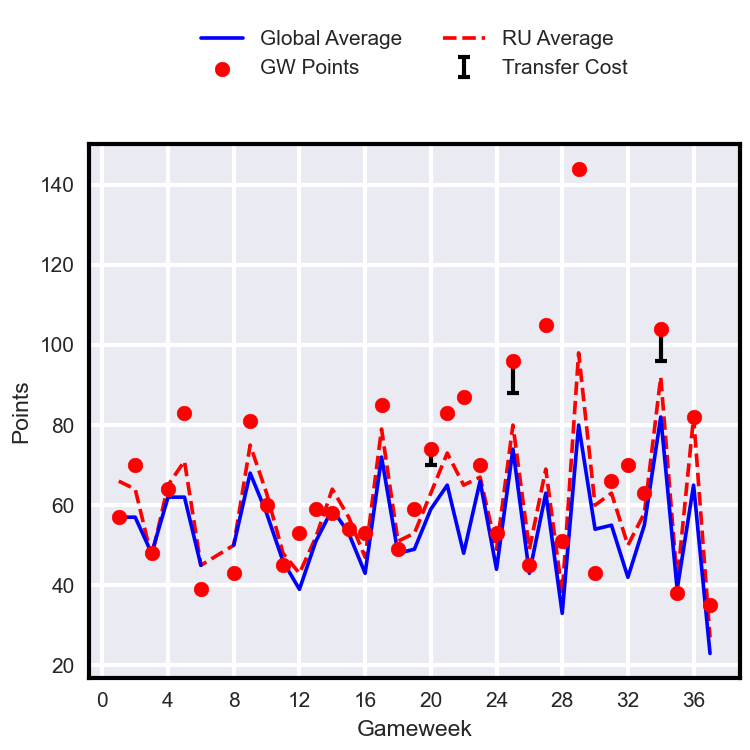 Global Average
RU Average
GW Points
Transfer Cost
140
120
100
80
60
40
20
Points
0 4 8 12 16 20 24 28 32 36
Gameweek